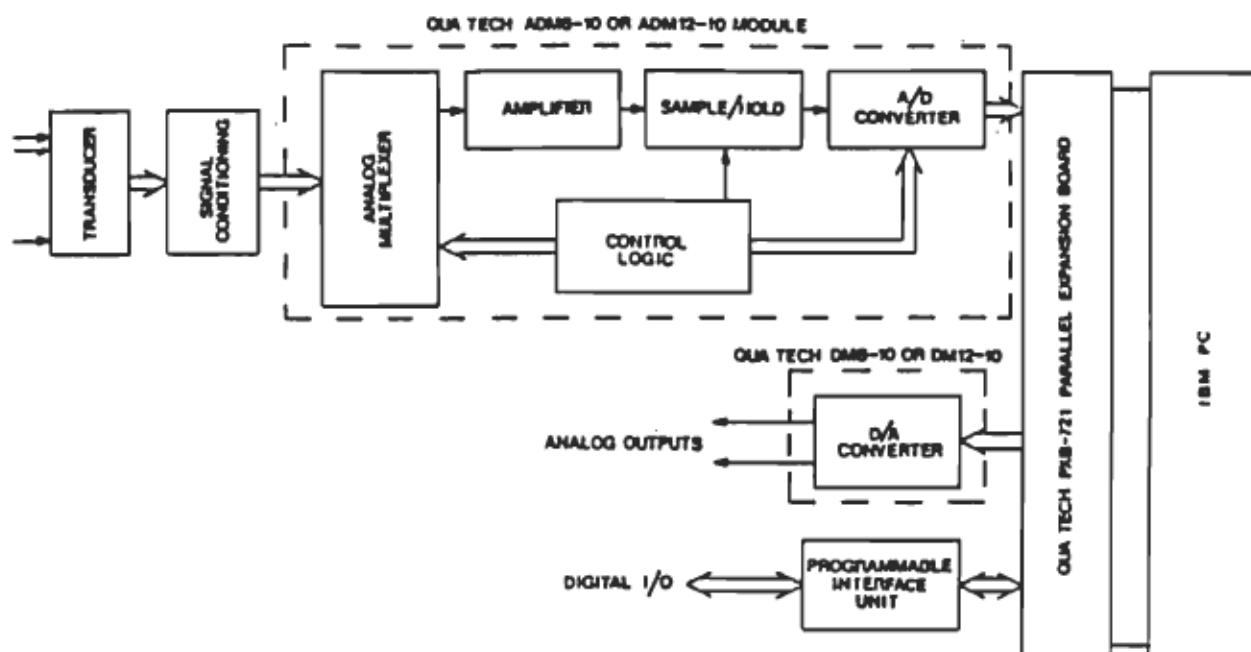 QUA TECH ADM8-10 OR ADM12-10 MODULE
TRANSDUCER
SIGNAL
CONDITIONING
ANALOG
MULTIPLEXER
AMPLIFIER
SAMPLE/HOLD
A/D
CONVERTER
CONTROL
LOGIC
QUA TECH DM8-10 OR DM12-10
ANALOG OUTPUTS
D/A
CONVERTER
DIGITAL I/O
PROGRAMMABLE
INTERFACE
UNIT
QUA TECH PXB-721 PARALLEL EXPANSION BOARD
IBM PC